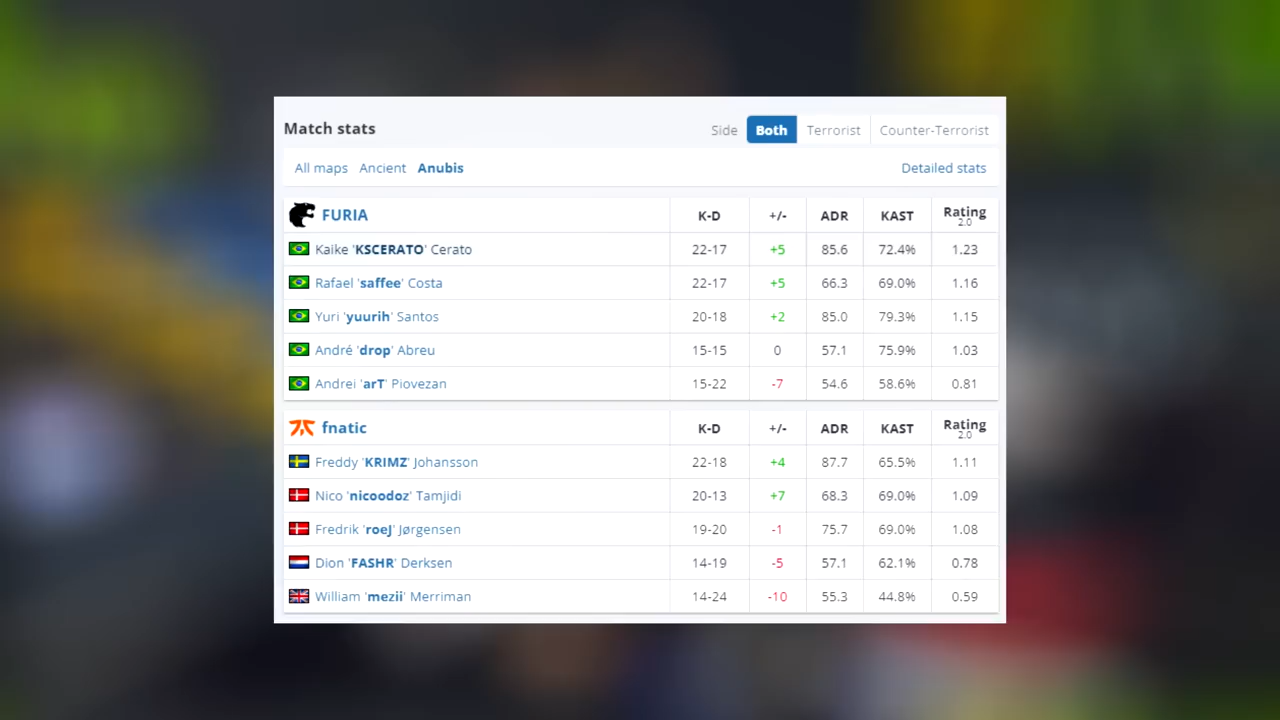 Match stats Side Both Terrorist Counter-Terrorist
All maps Ancient Anubis Detailed stats
FURIA K-D +/- ADR KAST Rating 2.0
Kaike 'KSCERATO' Cerato 22-17 +5 85.6 72.4% 1.23
Rafael 'saffee' Costa 22-17 +5 66.3 69.0% 1.16
Yuri 'yuurih' Santos 20-18 +2 85.0 79.3% 1.15
André 'drop' Abreu 15-15 0 57.1 75.9% 1.03
Andrei 'arT' Piovezan 15-22 -7 54.6 58.6% 0.81
fnatic K-D +/- ADR KAST Rating 2.0
Freddy 'KRIMZ' Johansson 22-18 +4 87.7 65.5% 1.11
Nico 'nicoodoz' Tamjidi 20-13 +7 68.3 69.0% 1.09
Fredrik 'roeJ' Jørgensen 19-20 -1 75.7 69.0% 1.08
Dion 'FASHR' Derksen 14-19 -5 57.1 62.1% 0.78
William 'mezii' Merriman 14-24 -10 55.3 44.8% 0.59